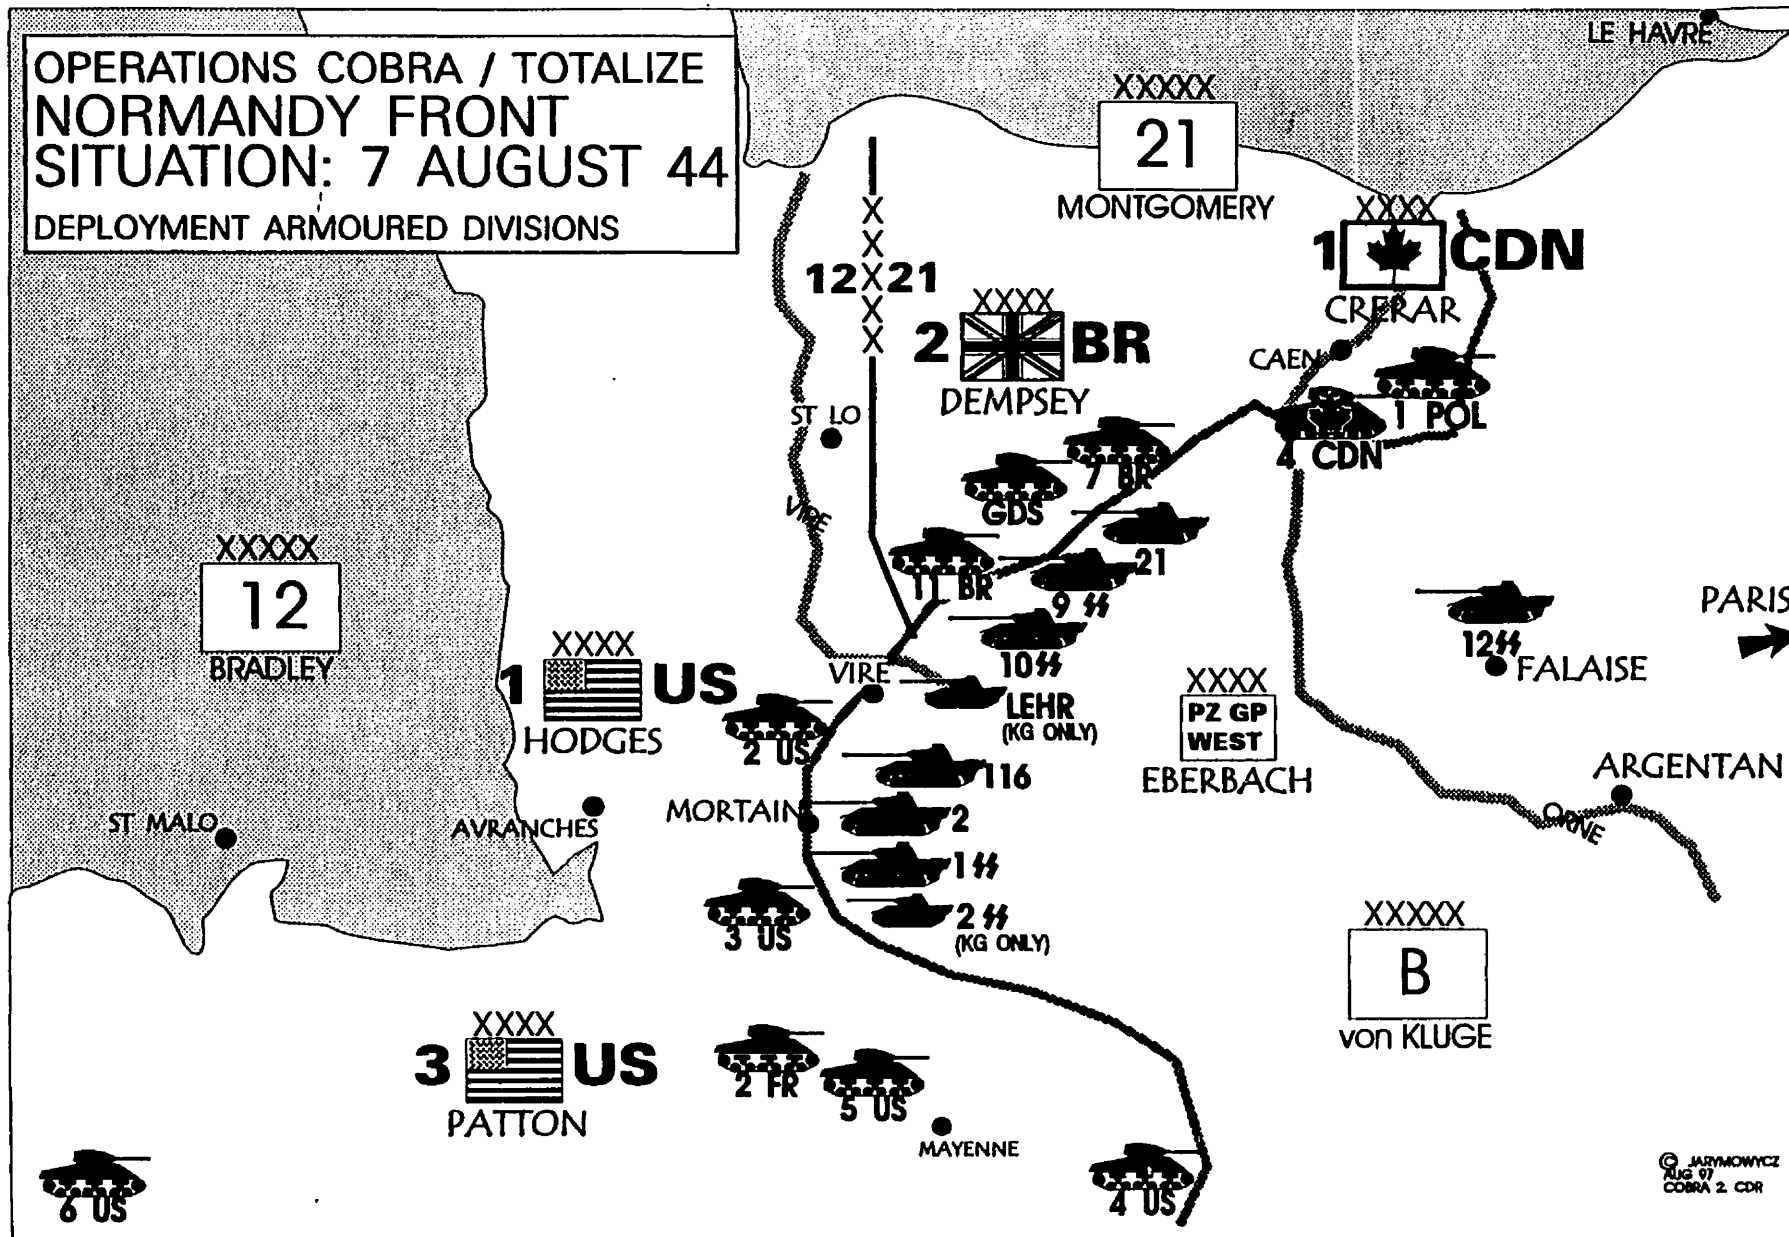 OPERATIONS COBRA / TOTALIZE
NORMANDY FRONT
SITUATION: 7 AUGUST 44
DEPLOYMENT ARMOURED DIVISIONS
LE HAVRE
XXXXX
21
MONTGOMERY
XXXX
1 CDN
CRERAR
X
X
12 X 21
X
X
XXXX
2 BR
DEMPSEY
CAEN
1 POL
4 CDN
ST LO
7 BR
GDS
VIRE
21
11 BR
9 SS
XXXXX
12
BRADLEY
10 SS
12 SS
FALAISE
PARIS
XXXX
1 US
HODGES
VIRE
LEHR
(KG ONLY)
XXXX
PZ GP
WEST
EBERBACH
2 US
116
ARGENTAN
MORTAIN
2
ST MALO
AVRANCHES
ORNE
1 SS
3 US
2 SS
(KG ONLY)
XXXXX
B
von KLUGE
XXXX
3 US
PATTON
2 FR
5 US
MAYENNE
6 US
4 US
© JARYMOWYCZ
AUG 97
COBRA 2. CDR